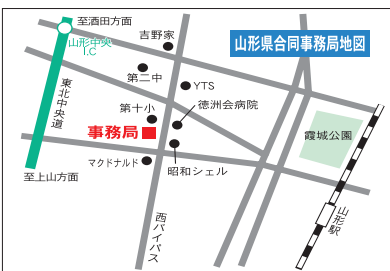 至酒田方面
山形中央
I.C
吉野家
山形県合同事務局地図
第二中
YTS
東北中央道
第十小
徳洲会病院
事務局
霞城公園
マクドナルド
昭和シェル
至上山方面
西バイパス
山形駅